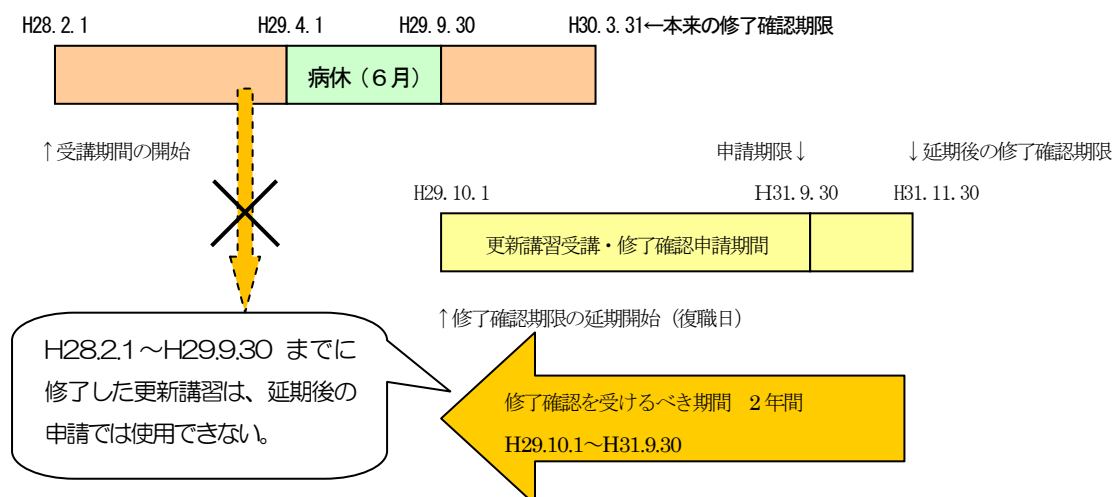 H28.2.1 H29.4.1 H29.9.30 H30.3.31←本来の修了確認期限
病休（６月）
↑受講期間の開始 申請期限↓ ↓延期後の修了確認期限
H29.10.1 H31.9.30 H31.11.30
更新講習受講・修了確認申請期間
↑修了確認期限の延期開始（復職日）
H28.2.1～H29.9.30 までに
修了した更新講習は、延期後の
申請では使用できない。
修了確認を受けるべき期間　２年間
H29.10.1～H31.9.30